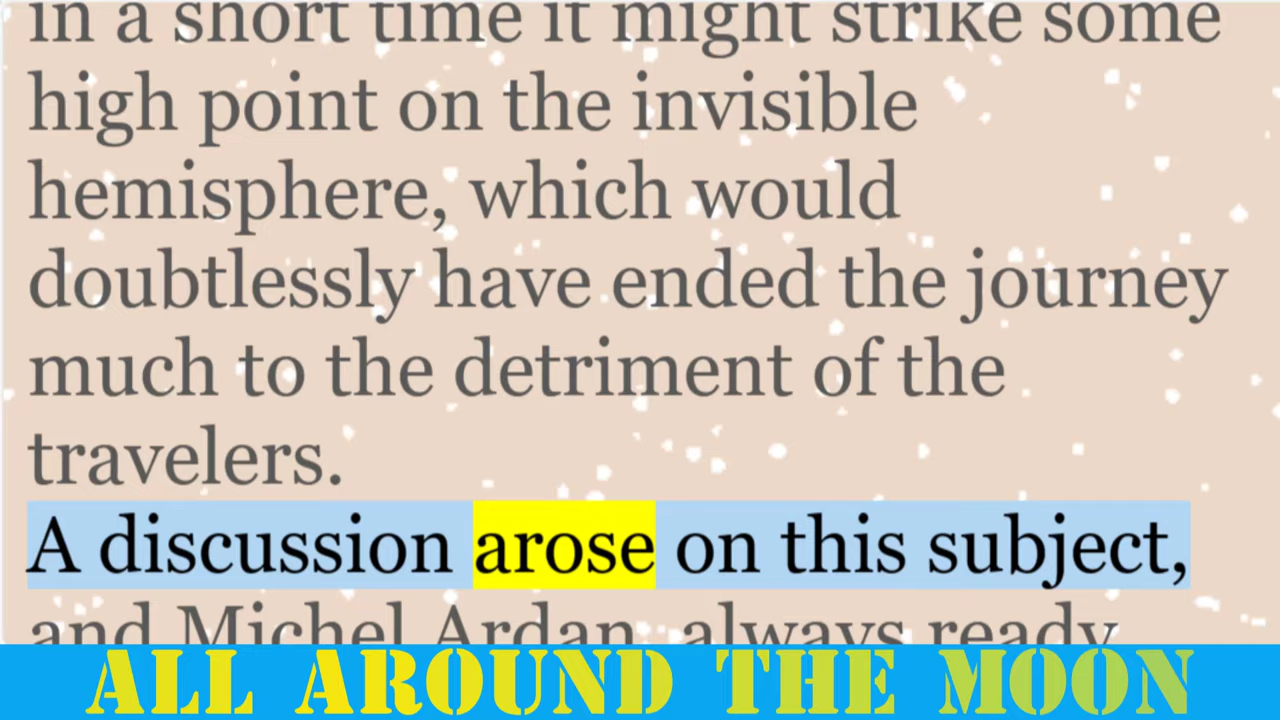 in a short time it might strike some
high point on the invisible
hemisphere, which would
doubtlessly have ended the journey
much to the detriment of the
travelers.
A discussion arose on this subject,
and Michel Ardan, always ready
ALL AROUND THE MOON